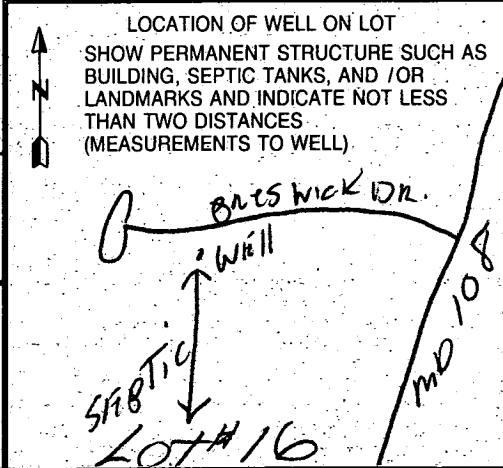 LOCATION OF WELL ON LOT
SHOW PERMANENT STRUCTURE SUCH AS
BUILDING, SEPTIC TANKS, AND /OR
LANDMARKS AND INDICATE NOT LESS
THAN TWO DISTANCES
(MEASUREMENTS TO WELL)
N
DR.
Well
MD 108
SEPTIC
LOT# 16